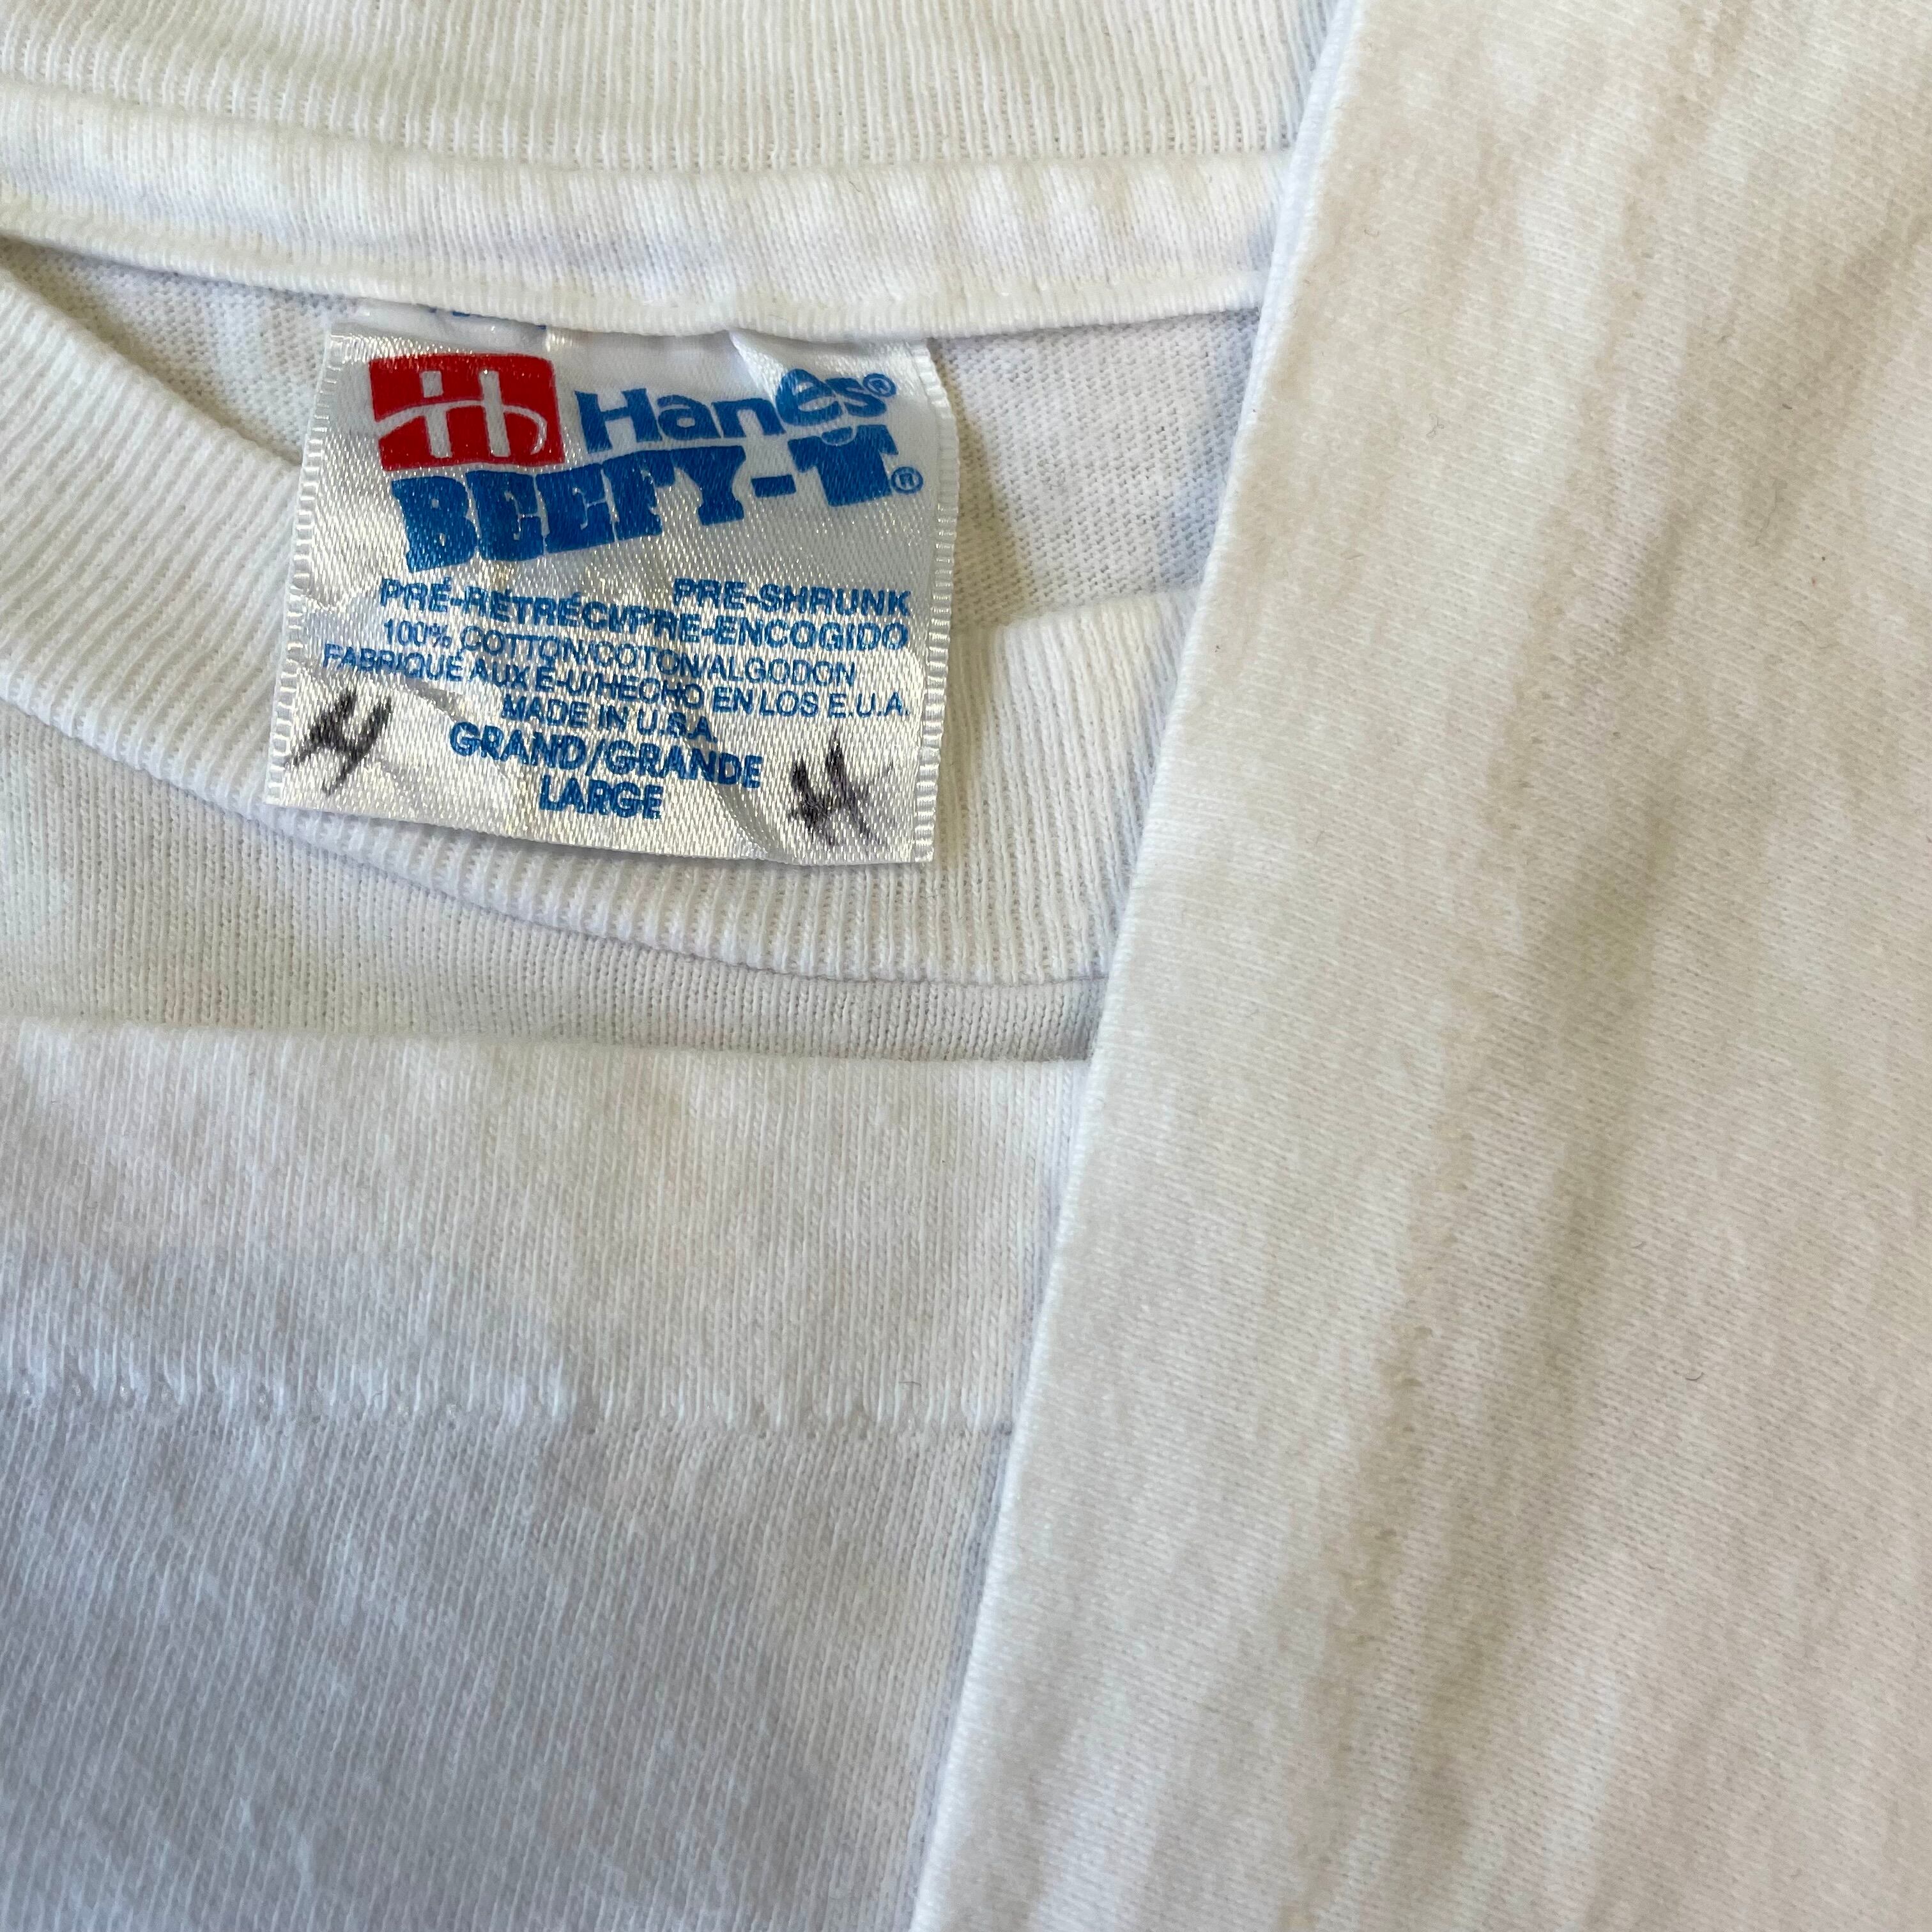 Hanes®
BEEFY-T®
PRE-SHRUNK
PRÉ-RÉTRÉCI/PRE-ENCOGIDO
100% COTTON/COTON/ALGODON
FABRIQUÉ AUX É-U/HECHO EN LOS E.U.A.
MADE IN U.S.A.
GRAND/GRANDE
LARGE